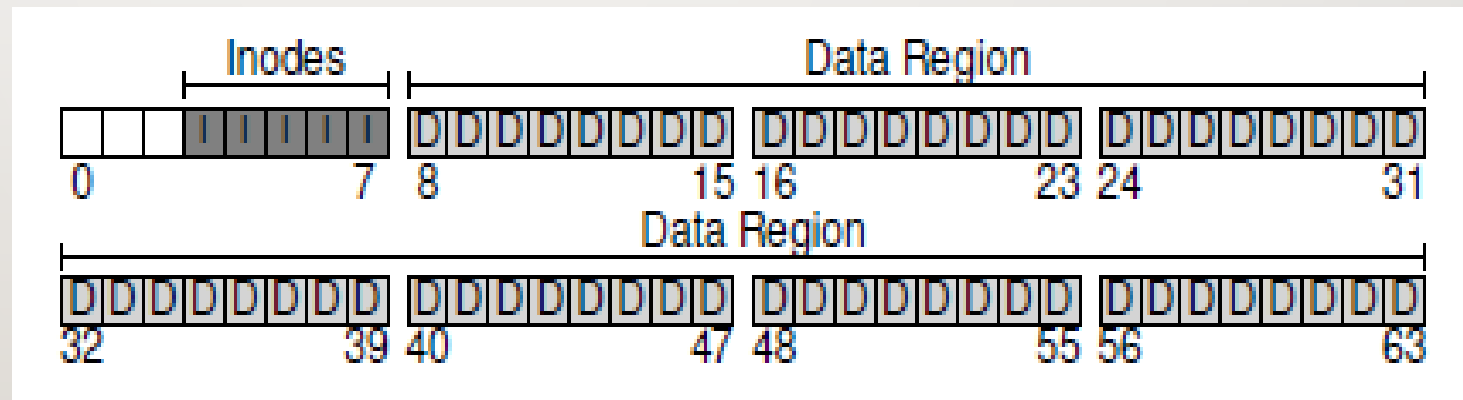 Inodes Data Region
I I I I I D D D D D D D D D D D D D D D D D D D D D D D D
0 7 8 15 16 23 24 31
Data Region
D D D D D D D D D D D D D D D D D D D D D D D D D D D D D D D D
32 39 40 47 48 55 56 63